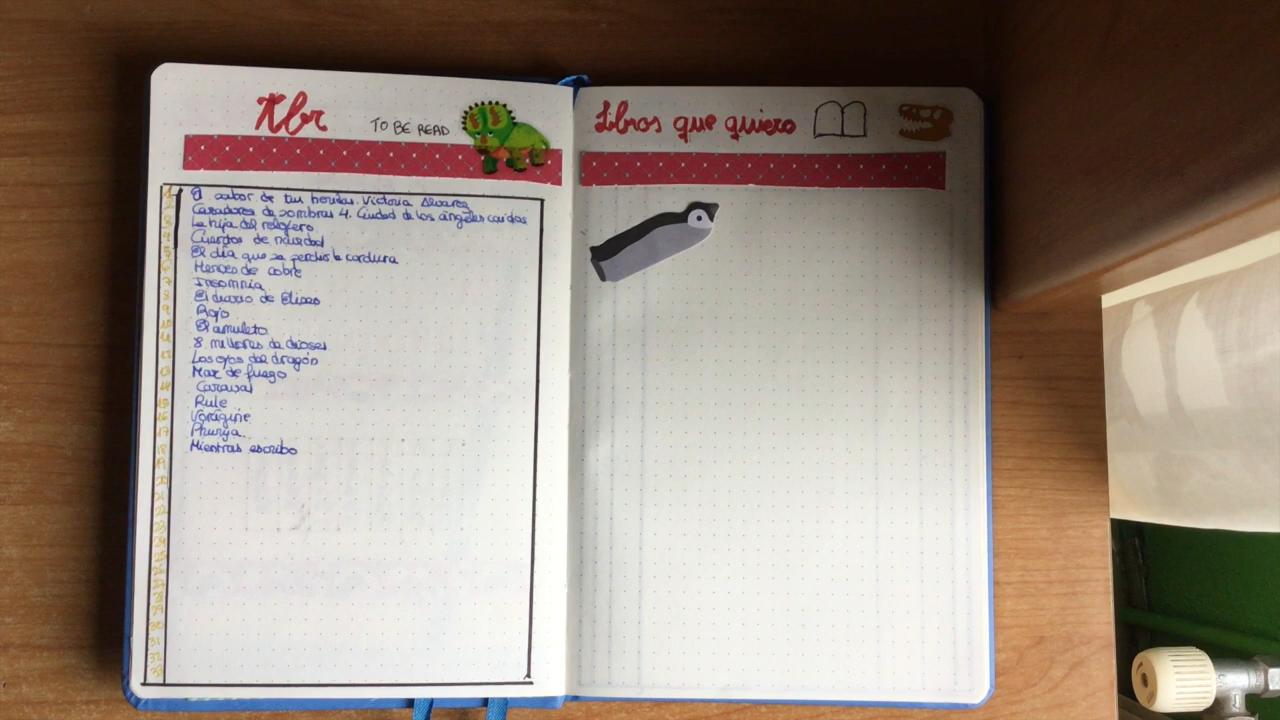 Tbr
TO BE READ
El sabor de tus heridas. Victoria Álvarez
Cazadores de sombras 4. Ciudad de los ángeles caídos
La hija del relojero
Cuentos de navidad
El día que se perdió la cordura
Heroes de cobre
Insomnia
El diario de Eliseo
Rojo
El amuleto
8 millones de dioses
Los ojos del dragón
Mar de fuego
Caraval
Rule
Vorágine
Phunja
Mientras escribo
Libros que quiero